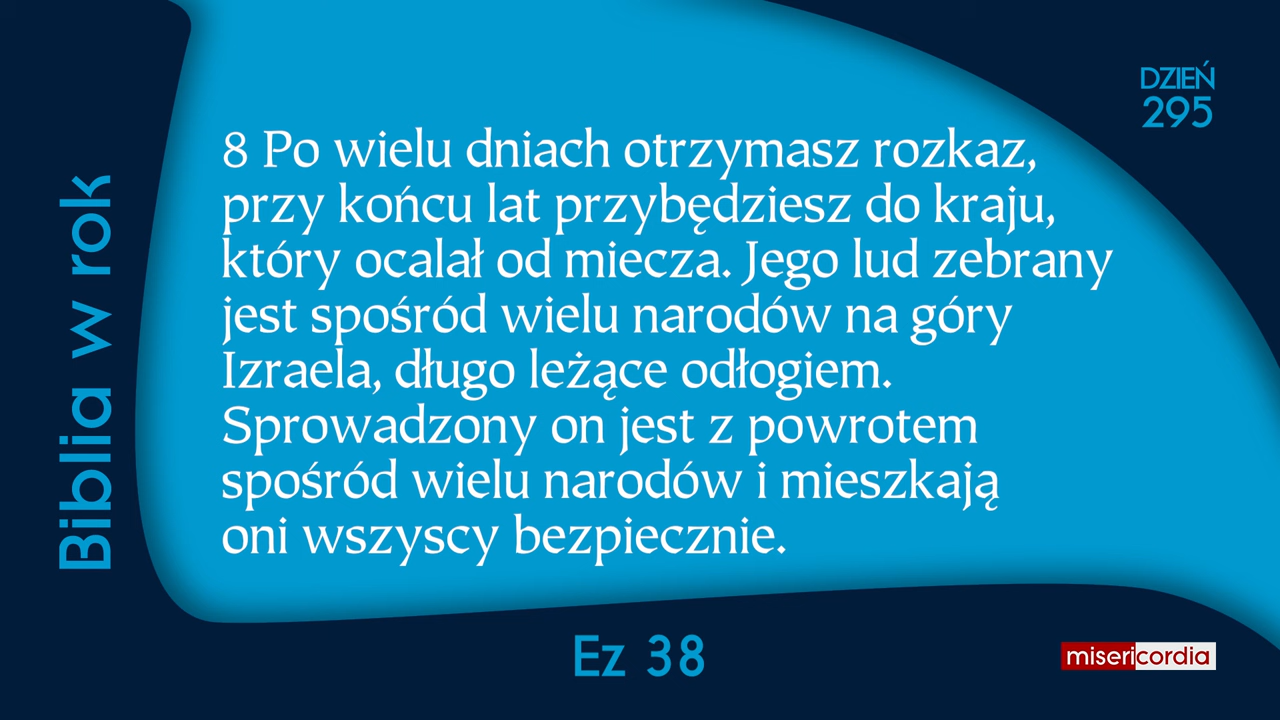 DZIEŃ
295
8 Po wielu dniach otrzymasz rozkaz,
przy końcu lat przybędziesz do kraju,
który ocalał od miecza. Jego lud zebrany
jest spośród wielu narodów na góry
Izraela, długo leżące odłogiem.
Sprowadzony on jest z powrotem
spośród wielu narodów i mieszkają
oni wszyscy bezpiecznie.
Biblia w rok
Ez 38
misericordia